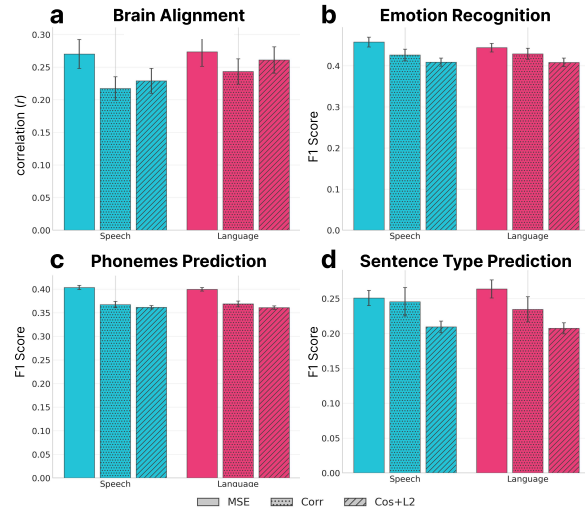 a Brain Alignment
correlation (r)
0.30
0.25
0.20
0.15
0.10
0.05
0.00
Speech
Language
b Emotion Recognition
F1 Score
0.4
0.3
0.2
0.1
0.0
Speech
Language
c Phonemes Prediction
F1 Score
0.40
0.35
0.30
0.25
0.20
0.15
0.10
0.05
0.00
Speech
Language
d Sentence Type Prediction
F1 Score
0.25
0.20
0.15
0.10
0.05
0.00
Speech
Language
MSE Corr Cos+L2